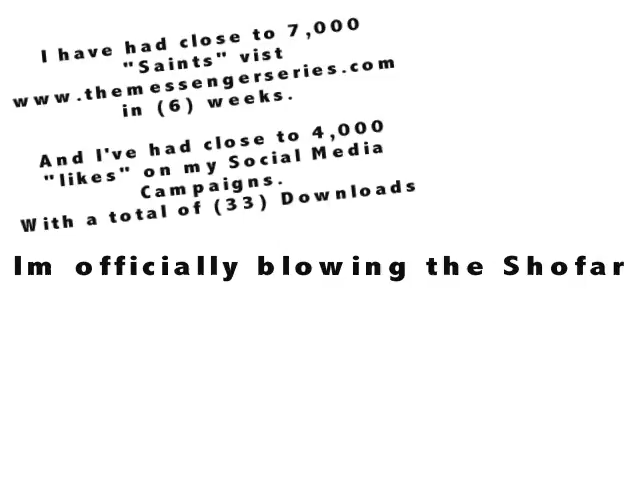 I have had close to 7,000
"Saints" vist
www.themessengerseries.com
in (6) weeks.
And I've had close to 4,000
"likes" on my Social Media
Campaigns.
With a total of (33) Downloads
Im officially blowing the Shofar